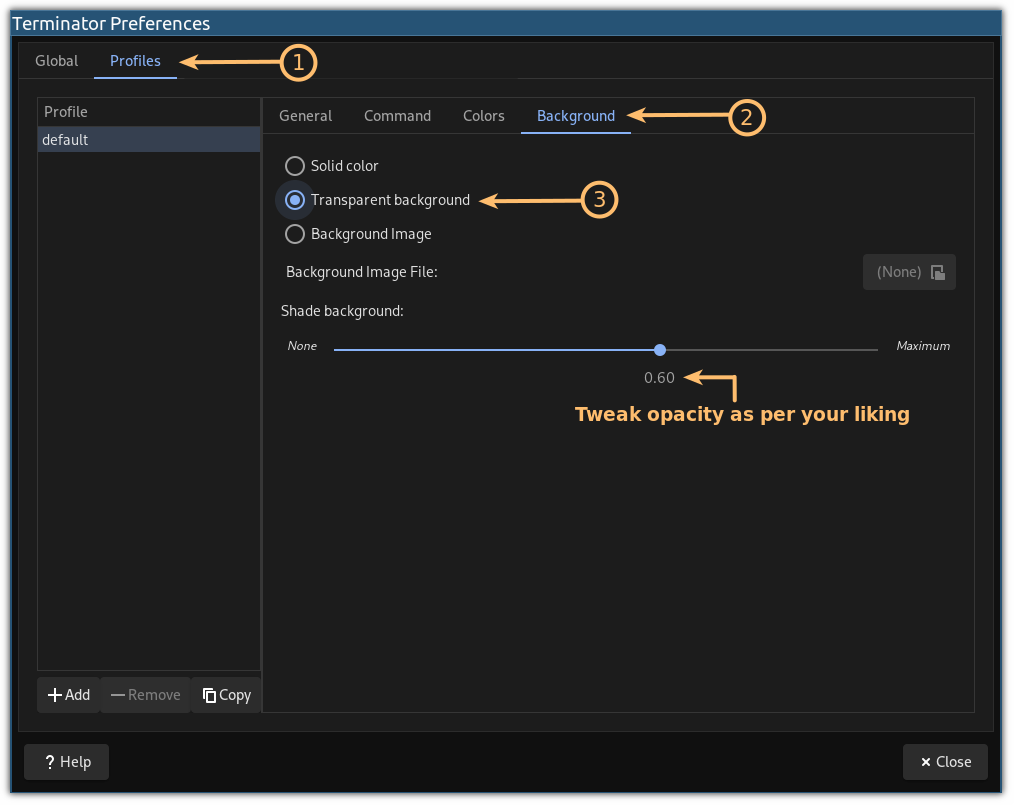 Terminator Preferences
Global Profiles 1
Profile
default
General Command Colors Background 2
Solid color
Transparent background 3
Background Image
Background Image File: (None)
Shade background:
None Maximum
0.60
Tweak opacity as per your liking
Add Remove Copy
? Help × Close